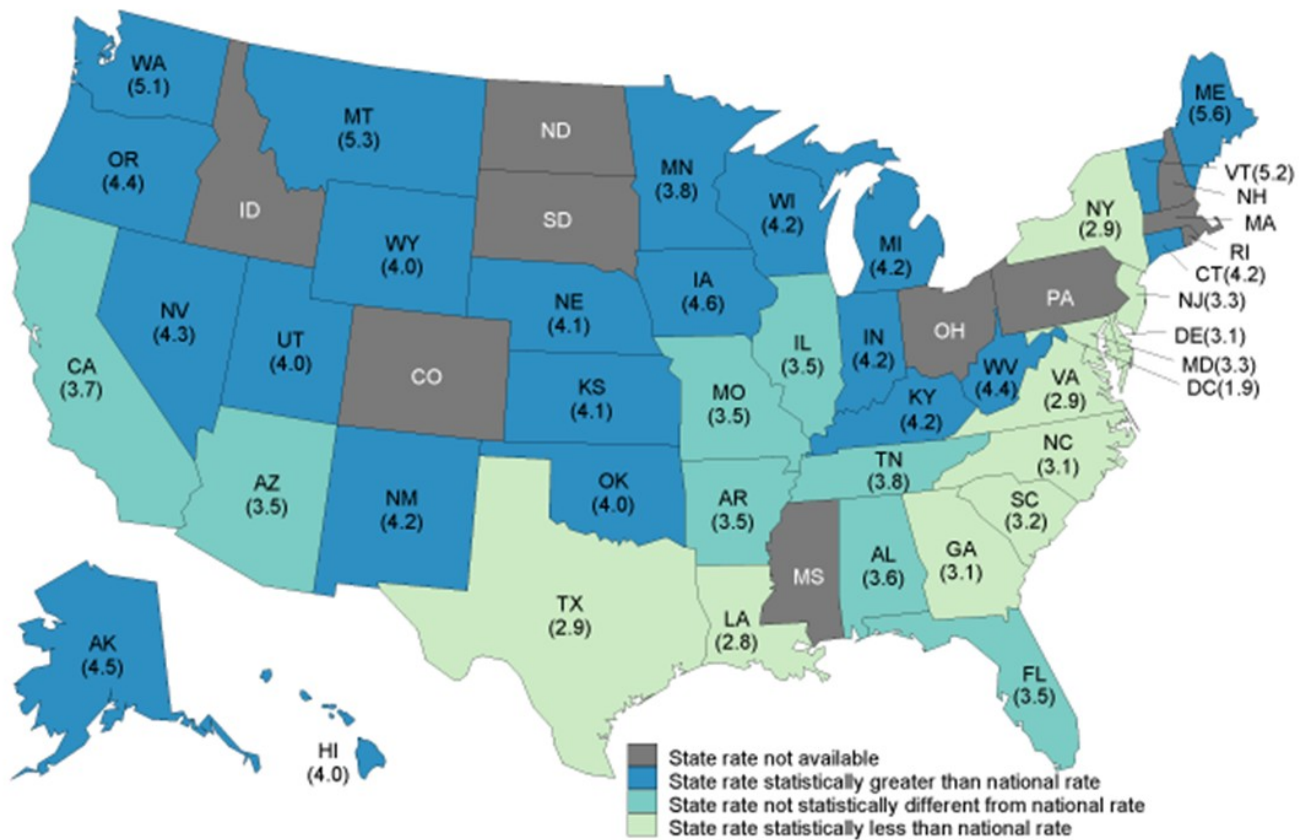 WA
(5.1)
MT
(5.3)
ND
MN
(3.8)
ME
(5.6)
OR
(4.4)
ID
SD
WI
(4.2)
MI
(4.2)
NY
(2.9)
VT(5.2)
NH
MA
RI
CT(4.2)
WY
(4.0)
IA
(4.6)
NE
(4.1)
PA
NJ(3.3)
NV
(4.3)
UT
(4.0)
CO
IL
(3.5)
IN
(4.2)
OH
DE(3.1)
MD(3.3)
DC(1.9)
CA
(3.7)
KS
(4.1)
MO
(3.5)
KY
(4.2)
WV
(4.4)
VA
(2.9)
AZ
(3.5)
NM
(4.2)
OK
(4.0)
AR
(3.5)
TN
(3.8)
NC
(3.1)
SC
(3.2)
TX
(2.9)
LA
(2.8)
MS
AL
(3.6)
GA
(3.1)
FL
(3.5)
AK
(4.5)
HI
(4.0)
State rate not available
State rate statistically greater than national rate
State rate not statistically different from national rate
State rate statistically less than national rate